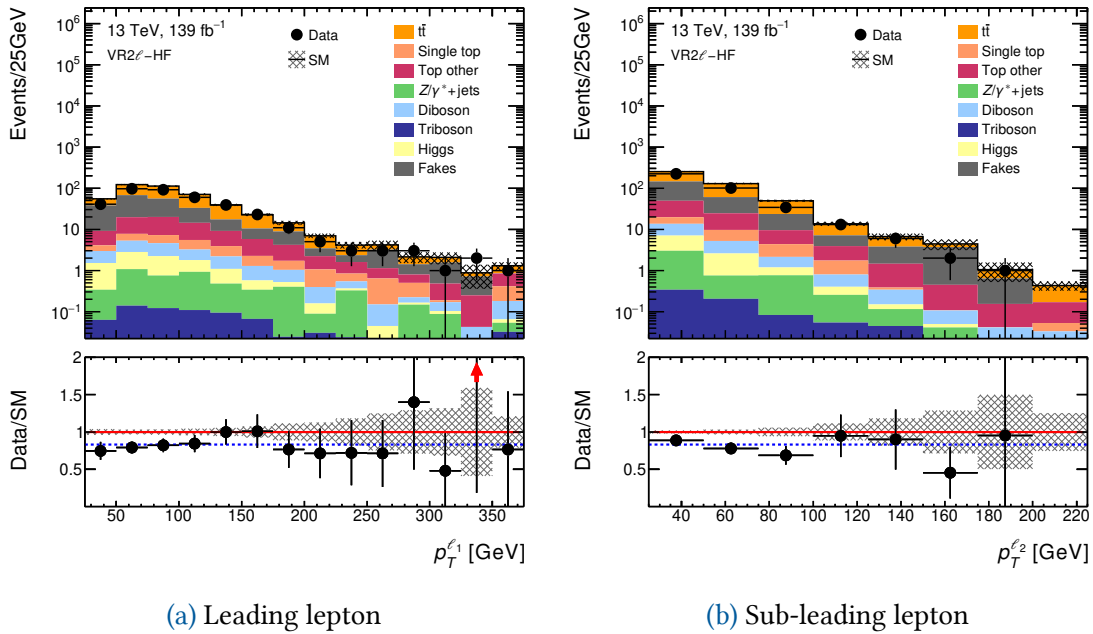 Events/25GeV
10⁶
10⁵
10⁴
10³
10²
10
1
10⁻¹
13 TeV, 139 fb⁻¹
VR2ℓ−HF
Data
SM
tt̄
Single top
Top other
Z/γ*+jets
Diboson
Triboson
Higgs
Fakes
Data/SM
2
1.5
1
0.5
50 100 150 200 250 300 350
p_T^{ℓ₁} [GeV]
(a) Leading lepton
Events/25GeV
10⁶
10⁵
10⁴
10³
10²
10
1
10⁻¹
13 TeV, 139 fb⁻¹
VR2ℓ−HF
Data
SM
tt̄
Single top
Top other
Z/γ*+jets
Diboson
Triboson
Higgs
Fakes
Data/SM
2
1.5
1
0.5
40 60 80 100 120 140 160 180 200 220
p_T^{ℓ₂} [GeV]
(b) Sub-leading lepton